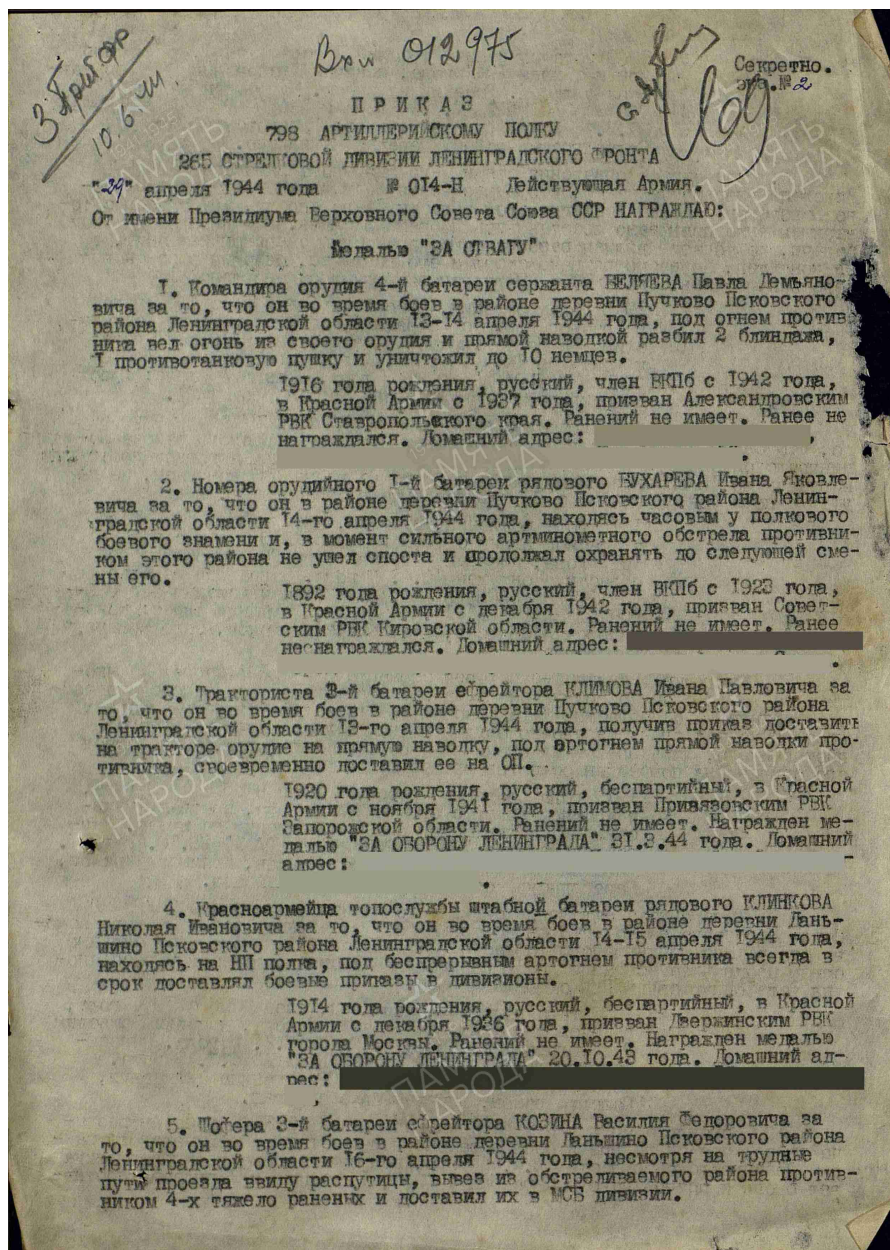 Вхи 012975
10.6.44
Секретно.
экз.№2
169
ПРИКАЗ
798 АРТИЛЛЕРИЙСКОМУ ПОЛКУ
265 СТРЕЛКОВОЙ ДИВИЗИИ ЛЕНИНГРАДСКОГО ФРОНТА
"29" апреля 1944 года № 014-Н Действующая Армия.
От имени Президиума Верховного Совета Союза ССР НАГРАЖДАЮ:
Медалью "ЗА ОТВАГУ"
1. Командира орудия 4-й батареи сержанта БЕЛЯЕВА Павла Демьяно-
вича за то, что он во время боев в районе деревни Пучково Псковского
района Ленинградской области 13-14 апреля 1944 года, под огнем против
ника вел огонь из своего орудия и прямой наводкой разбил 2 блиндажа,
1 противотанковую пушку и уничтожил до 10 немцев.
1916 года рождения, русский, член ВКПб с 1942 года,
в Красной Армии с 1937 года, призван Александровским
РВК Ставропольского края. Ранений не имеет. Ранее не
награждался. Домашний адрес:
2. Номера орудийного 1-й батареи рядового БУХАРЕВА Ивана Яковле-
вича за то, что он в районе деревни Пучково Псковского района Ленин-
градской области 14-го апреля 1944 года, находясь часовым у полкового
боевого знамени и, в момент сильного артминометного обстрела противни-
ком этого района не ушел спoста и продолжал охранять до следующей сме-
ны его.
1892 года рождения, русский, член ВКПб с 1923 года,
в Красной Армии с декабря 1942 года, призван Совет-
ским РВК Кировской области. Ранений не имеет. Ранее
не награждался. Домашний адрес:
3. Тракториста 3-й батареи ефрейтора КЛИМОВА Ивана Павловича за
то, что он во время боев в районе деревни Пучково Псковского района
Ленинградской области 13-го апреля 1944 года, получив приказ доставить
на тракторе орудие на прямую наводку, под артогнем прямой наводки про-
тивника, своевременно доставил ее на ОП.
1920 года рождения, русский, беспартийный, в Красной
Армии с ноября 1941 года, призван Приазовским РВК
Запорожской области. Ранений не имеет. Награжден ме-
далью "ЗА ОБОРОНУ ЛЕНИНГРАДА" 31.3.44 года. Домашний
адрес:
4. Красноармейца топослужбы штабной батареи рядового КЛИНКОВА
Николая Ивановича за то, что он во время боев в районе деревни Лань-
шино Псковского района Ленинградской области 14-15 апреля 1944 года,
находясь на НП полка, под беспрерывным артогнем противника всегда в
срок доставлял боевые приказы в дивизионы.
1914 года рождения, русский, беспартийный, в Красной
Армии с декабря 1936 года, призван Дзержинским РВК
города Москвы. Ранений не имеет. Награжден медалью
"ЗА ОБОРОНУ ЛЕНИНГРАДА" 20.10.43 года. Домашний ад-
рес:
5. Шофера 3-й батареи ефрейтора КОЗИНА Василия Федоровича за
то, что он во время боев в районе деревни Ланьшино Псковского района
Ленинградской области 16-го апреля 1944 года, несмотря на трудные
пути проезда ввиду распутицы, вывез из обстреливаемого района против-
ником 4-х тяжело раненых и доставил их в МСБ дивизии.